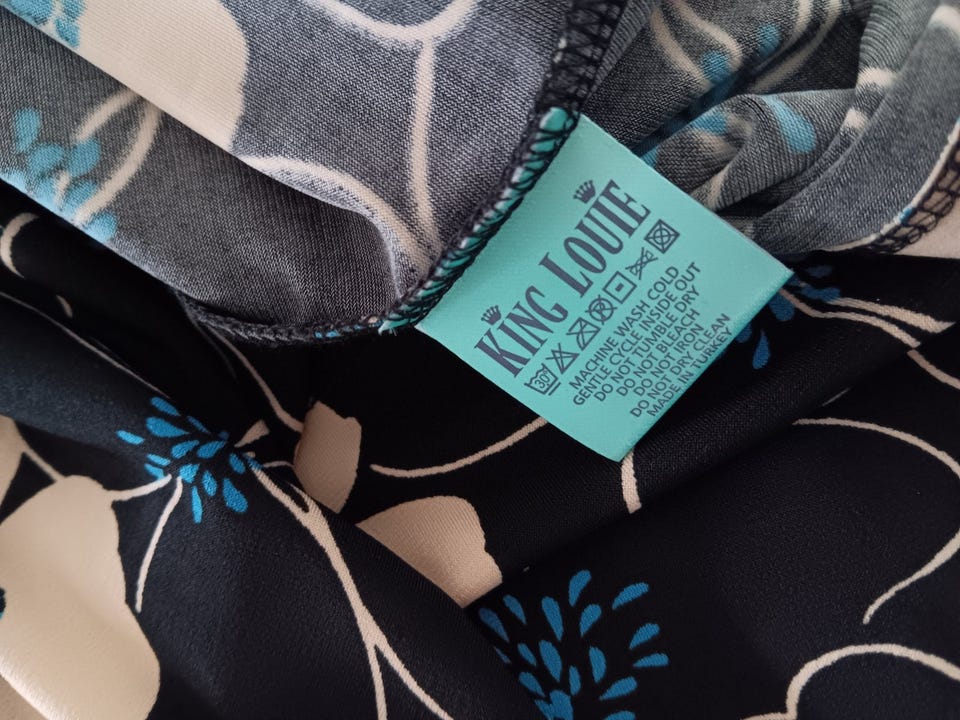 KING LOUIE
30°
MACHINE WASH COLD
GENTLE CYCLE INSIDE OUT
DO NOT TUMBLE DRY
DO NOT BLEACH
DO NOT IRON
DO NOT DRY CLEAN
MADE IN TURKEY